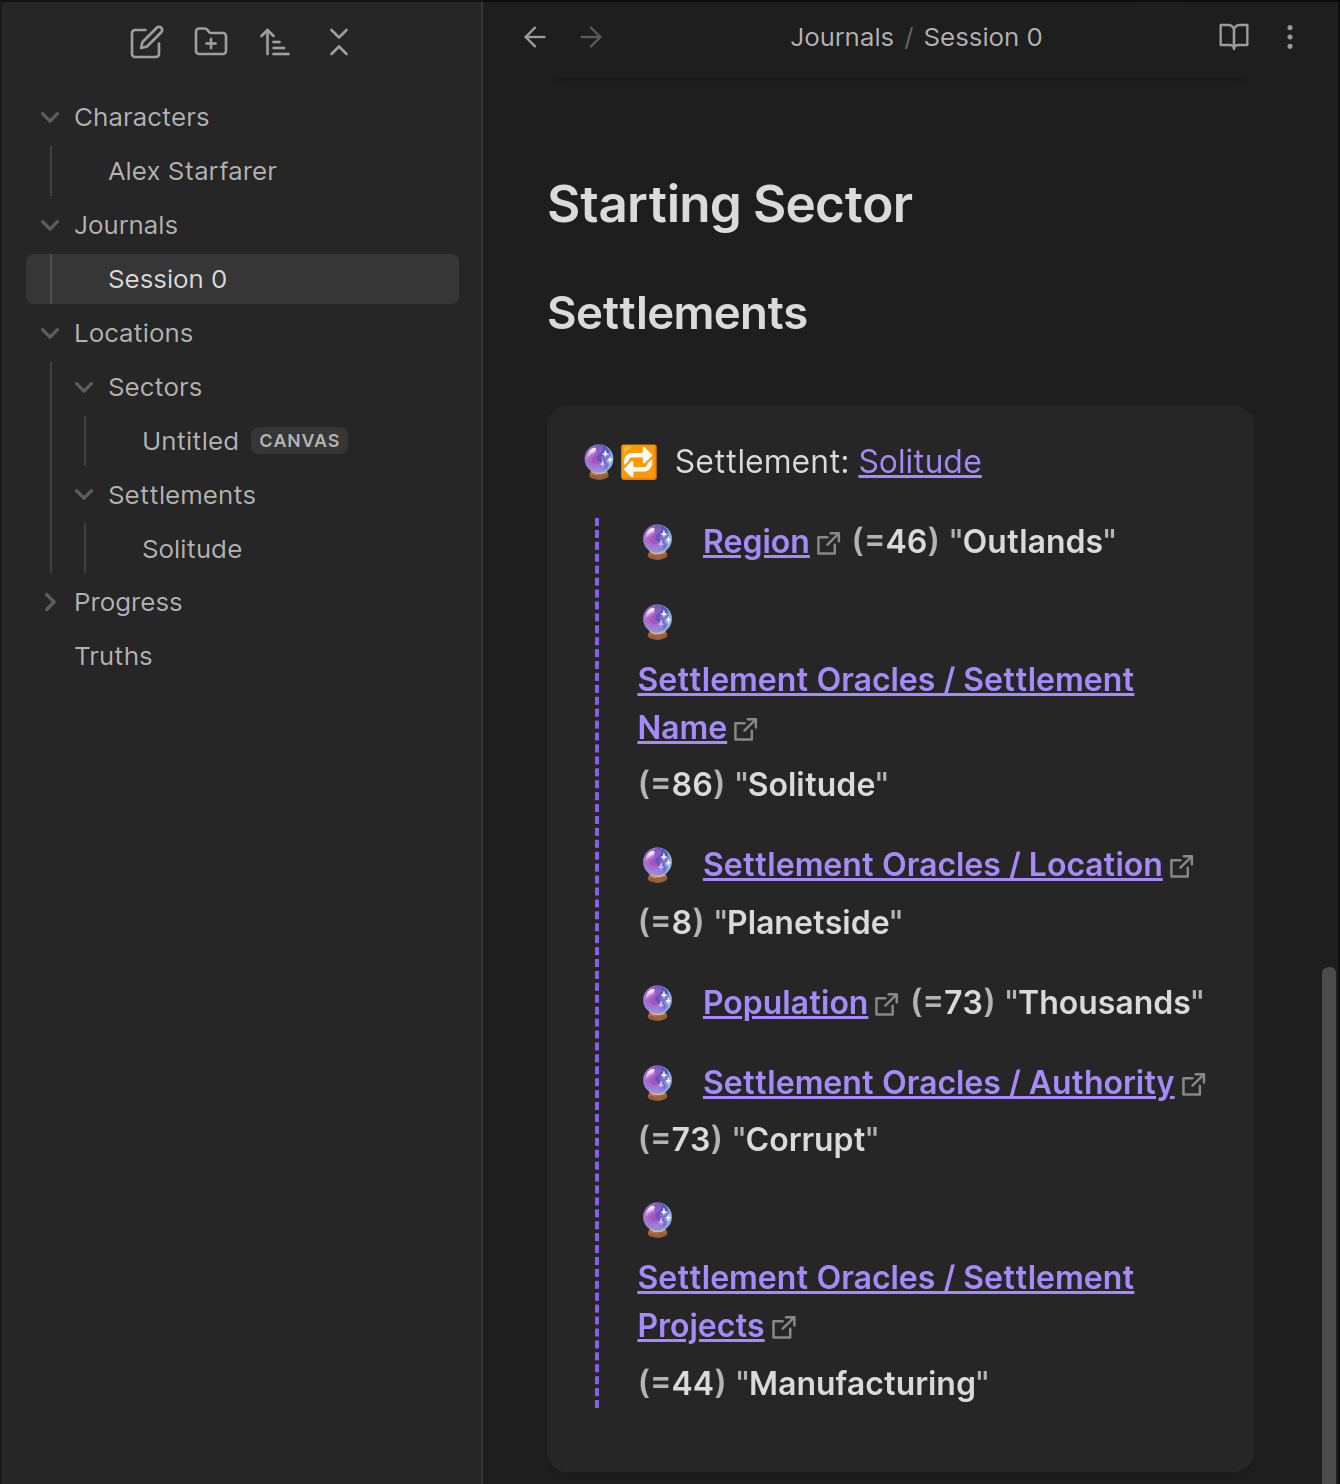 Characters
Alex Starfarer
Journals
Session 0
Locations
Sectors
Untitled CANVAS
Settlements
Solitude
Progress
Truths
Journals / Session 0
Starting Sector
Settlements
Settlement: Solitude
Region (=46) "Outlands"
Settlement Oracles / Settlement
Name
(=86) "Solitude"
Settlement Oracles / Location
(=8) "Planetside"
Population (=73) "Thousands"
Settlement Oracles / Authority
(=73) "Corrupt"
Settlement Oracles / Settlement
Projects
(=44) "Manufacturing"